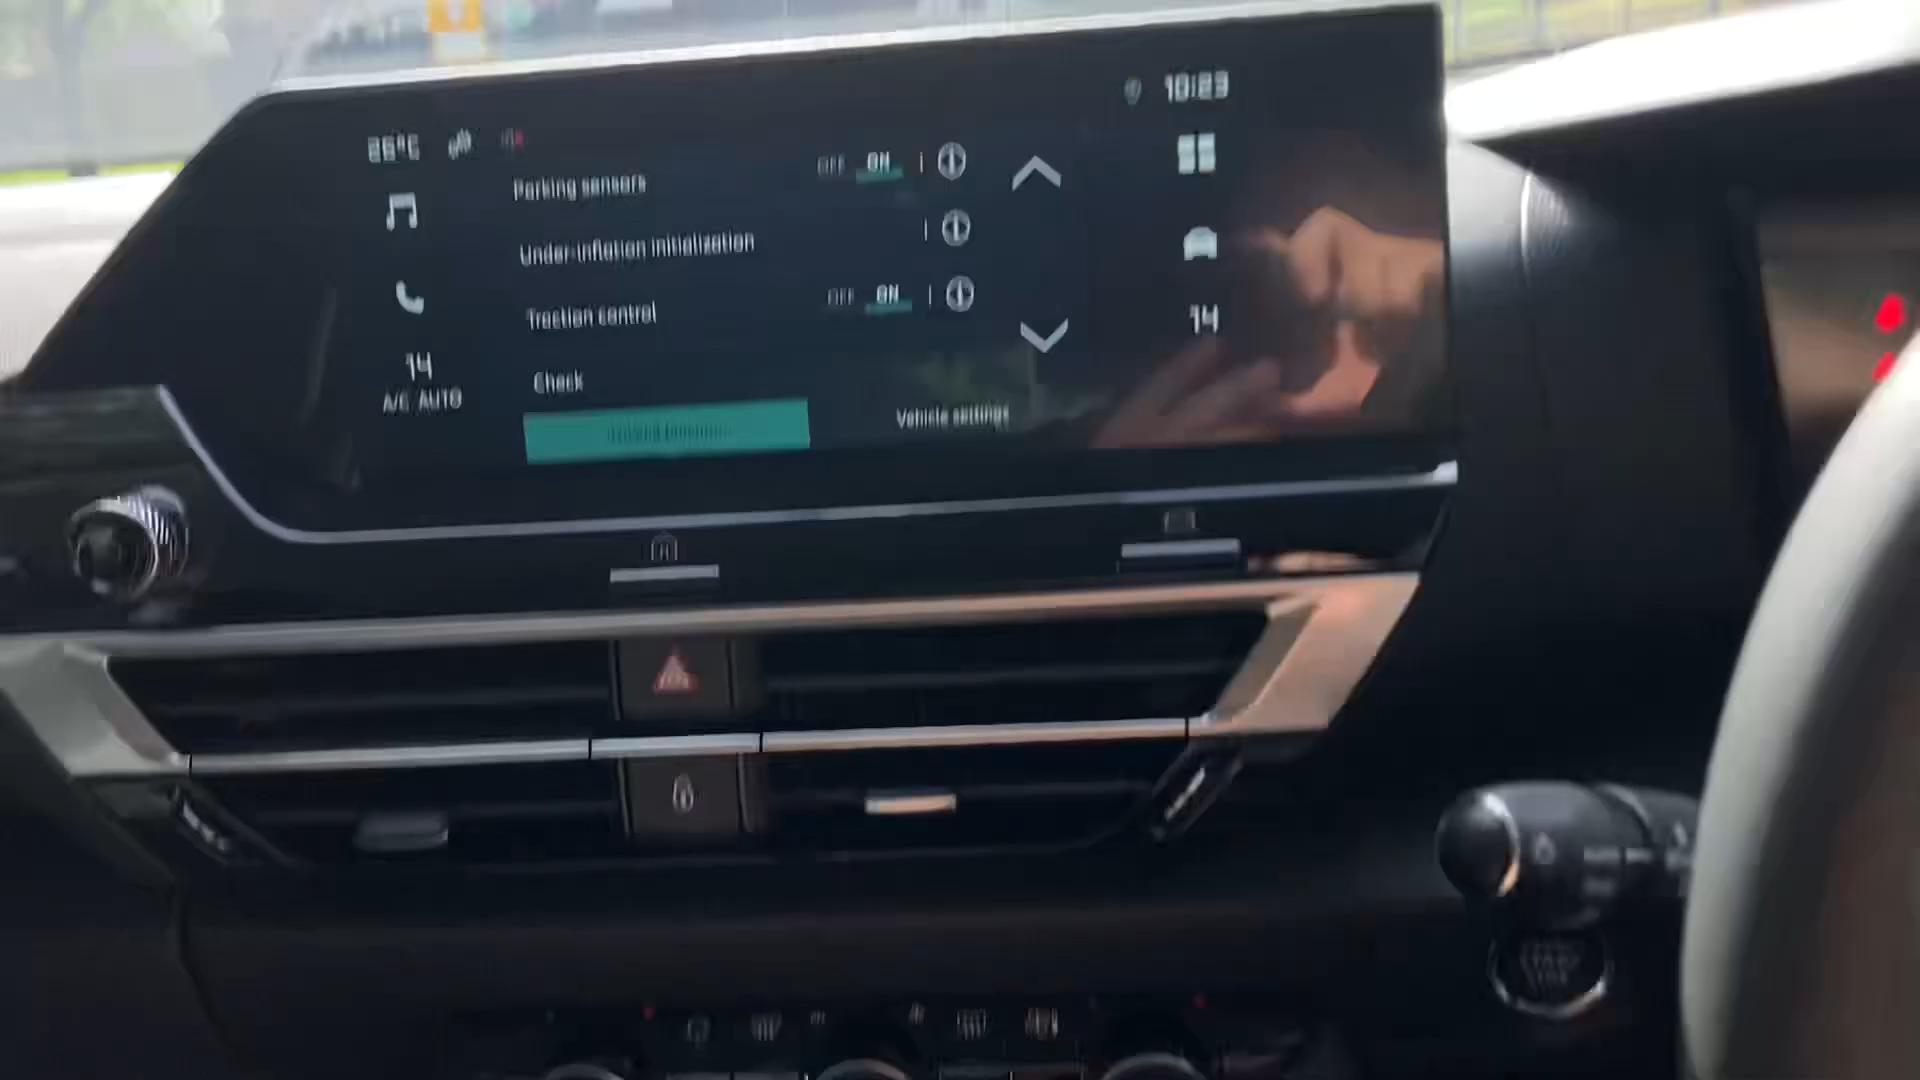 10:23
26°C
Parking sensors OFF ON
Under-inflation initialization
Traction control OFF ON
14
14
A/C AUTO
Check
Vehicle settings